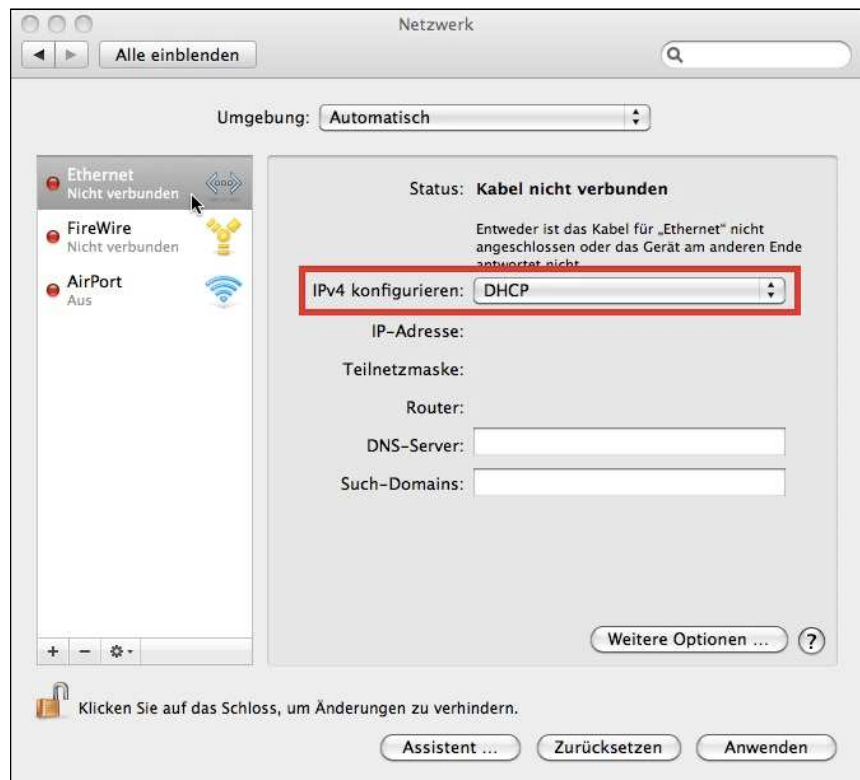 Netzwerk
Alle einblenden
Umgebung: Automatisch
Ethernet
Nicht verbunden
FireWire
Nicht verbunden
AirPort
Aus
Status: Kabel nicht verbunden
Entweder ist das Kabel für „Ethernet“ nicht
angeschlossen oder das Gerät am anderen Ende
antwortet nicht
IPv4 konfigurieren: DHCP
IP-Adresse:
Teilnetzmaske:
Router:
DNS-Server:
Such-Domains:
+ −
Weitere Optionen ... ?
Klicken Sie auf das Schloss, um Änderungen zu verhindern.
Assistent ... Zurücksetzen Anwenden